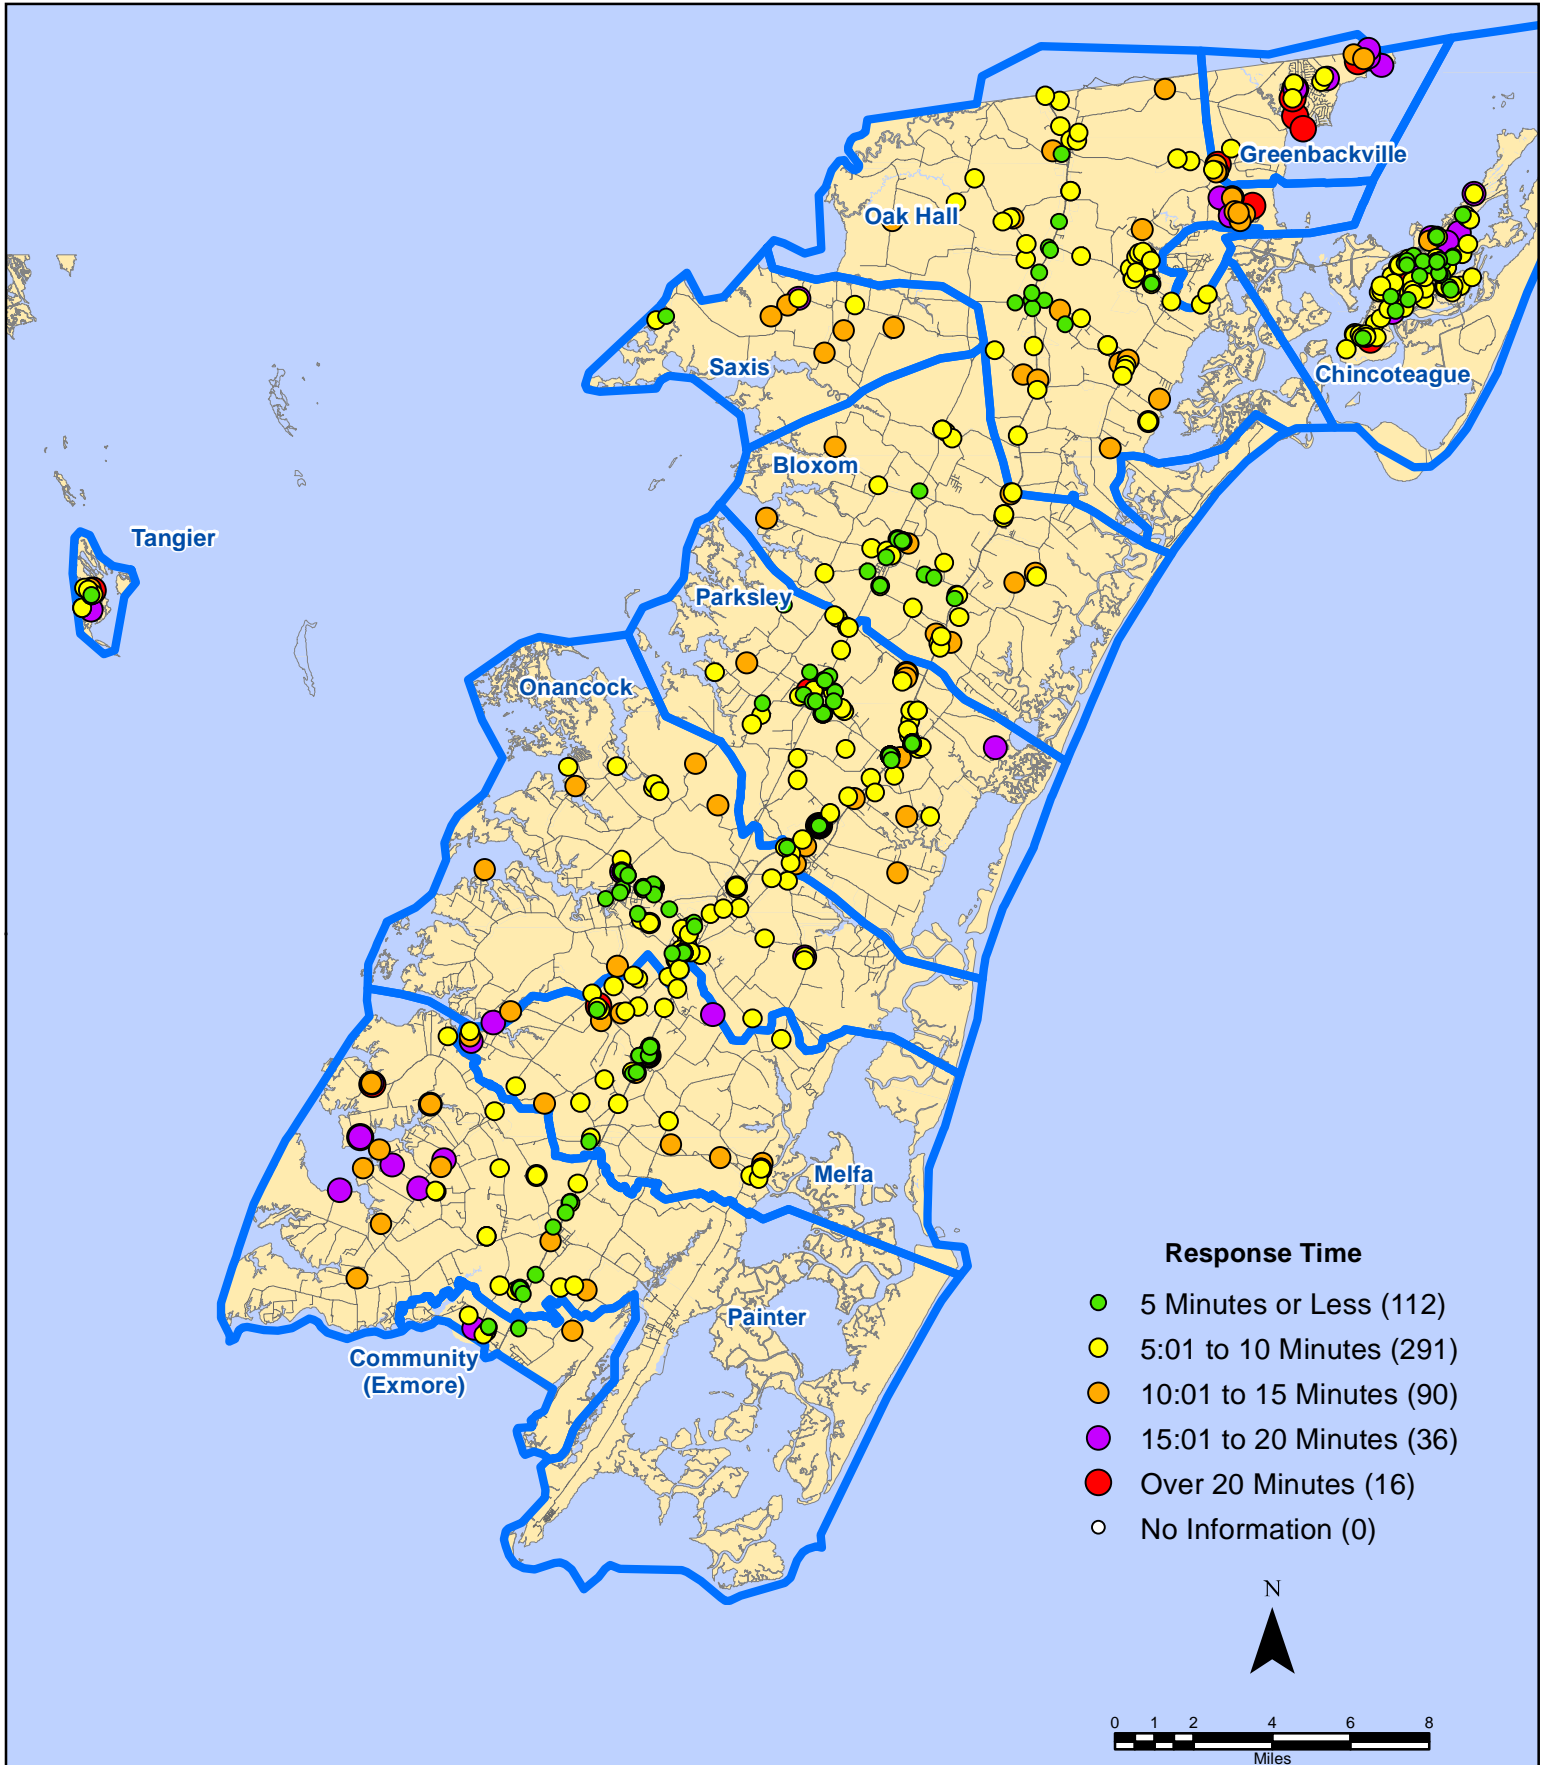 Greenbackville
Oak Hall
Chincoteague
Saxis
Bloxom
Tangier
Parksley
Onancock
Melfa
Painter
Community
(Exmore)
Response Time
5 Minutes or Less (112)
5:01 to 10 Minutes (291)
10:01 to 15 Minutes (90)
15:01 to 20 Minutes (36)
Over 20 Minutes (16)
No Information (0)
N
0 1 2 4 6 8
Miles